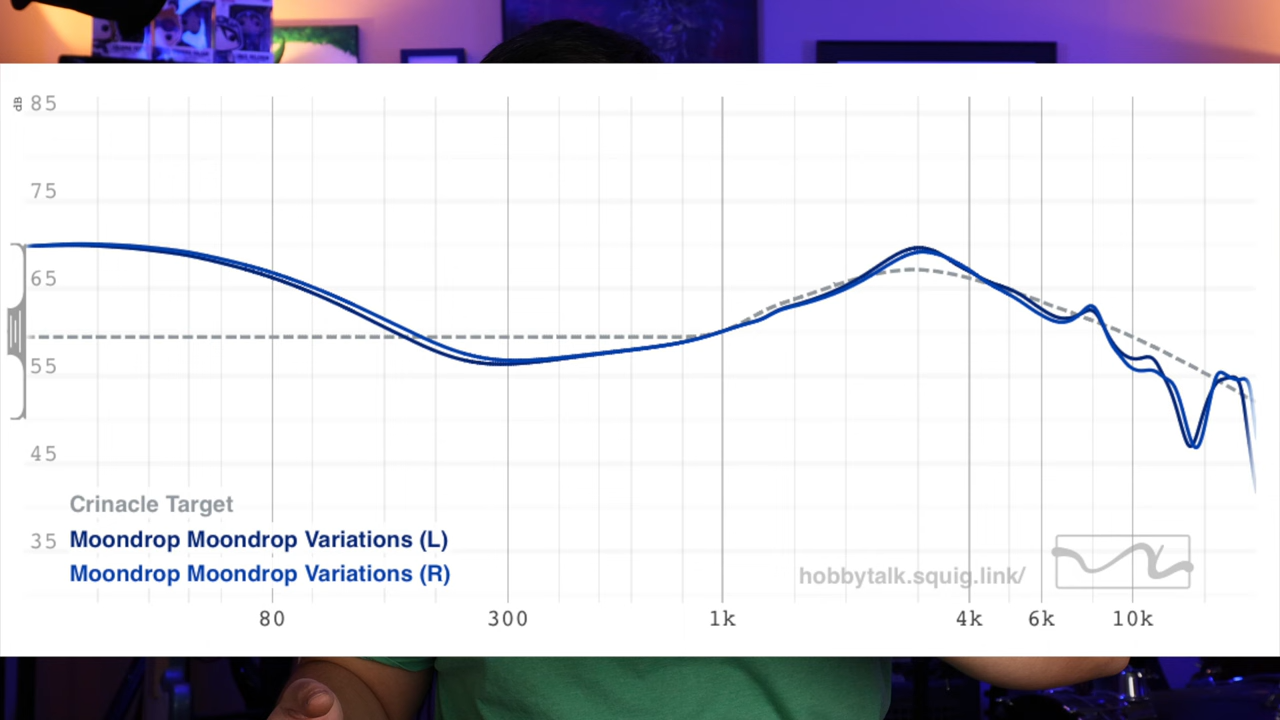 dB
85
75
65
55
45
35
Crinacle Target
Moondrop Moondrop Variations (L)
Moondrop Moondrop Variations (R)
hobbytalk.squig.link/
80 300 1k 4k 6k 10k